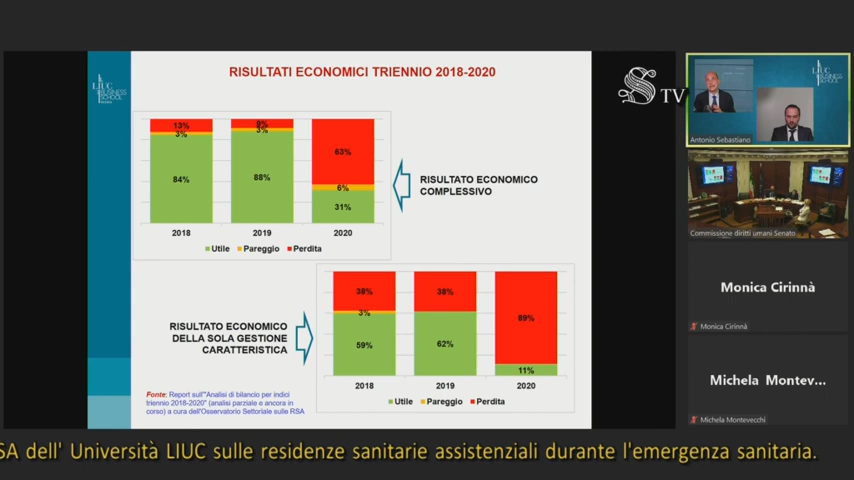 RISULTATI ECONOMICI TRIENNIO 2018-2020
LIUC
BUSINESS
SCHOOL
13%
3%
84%
3%
88%
63%
6%
31%
2018
2019
2020
Utile
Pareggio
Perdita
RISULTATO ECONOMICO
COMPLESSIVO
RISULTATO ECONOMICO
DELLA SOLA GESTIONE
CARATTERISTICA
38%
3%
59%
38%
62%
89%
11%
2018
2019
2020
Utile
Pareggio
Perdita
Fonte: Report sull'"Analisi di bilancio per indici
triennio 2018-2020" (analisi parziale e ancora in
corso) a cura dell'Osservatorio Settoriale sulle RSA
S TV
LIUC
BUSINESS
SCHOOL
Antonio Sebastiano
Commissione diritti umani Senato
Monica Cirinnà
Monica Cirinnà
Michela Montev...
Michela Montevecchi
SA dell' Università LIUC sulle residenze sanitarie assistenziali durante l'emergenza sanitaria.